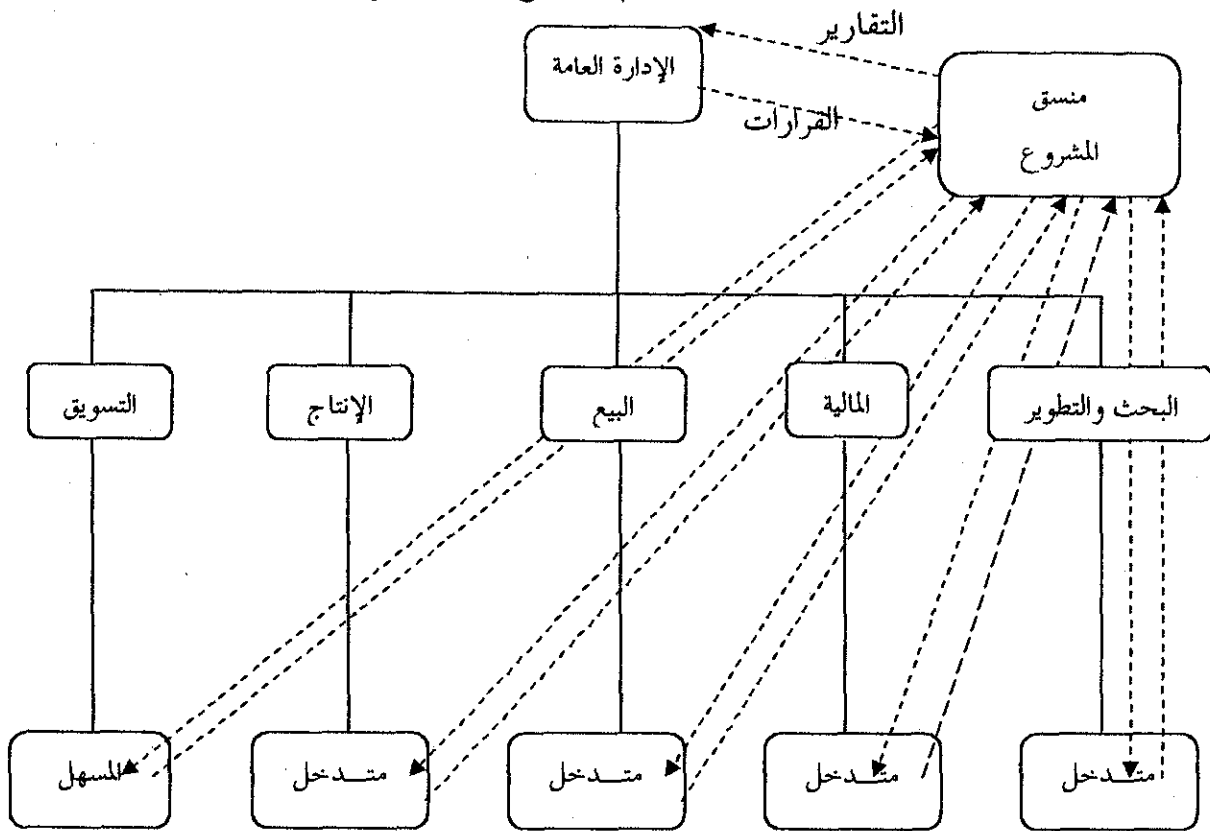 التقارير
الإدارة العامة
منسق
المشروع
القرارات
البحث والتطوير
المالية
البيع
الإنتاج
التسويق
متدخل
متدخل
متدخل
متدخل
المسهل